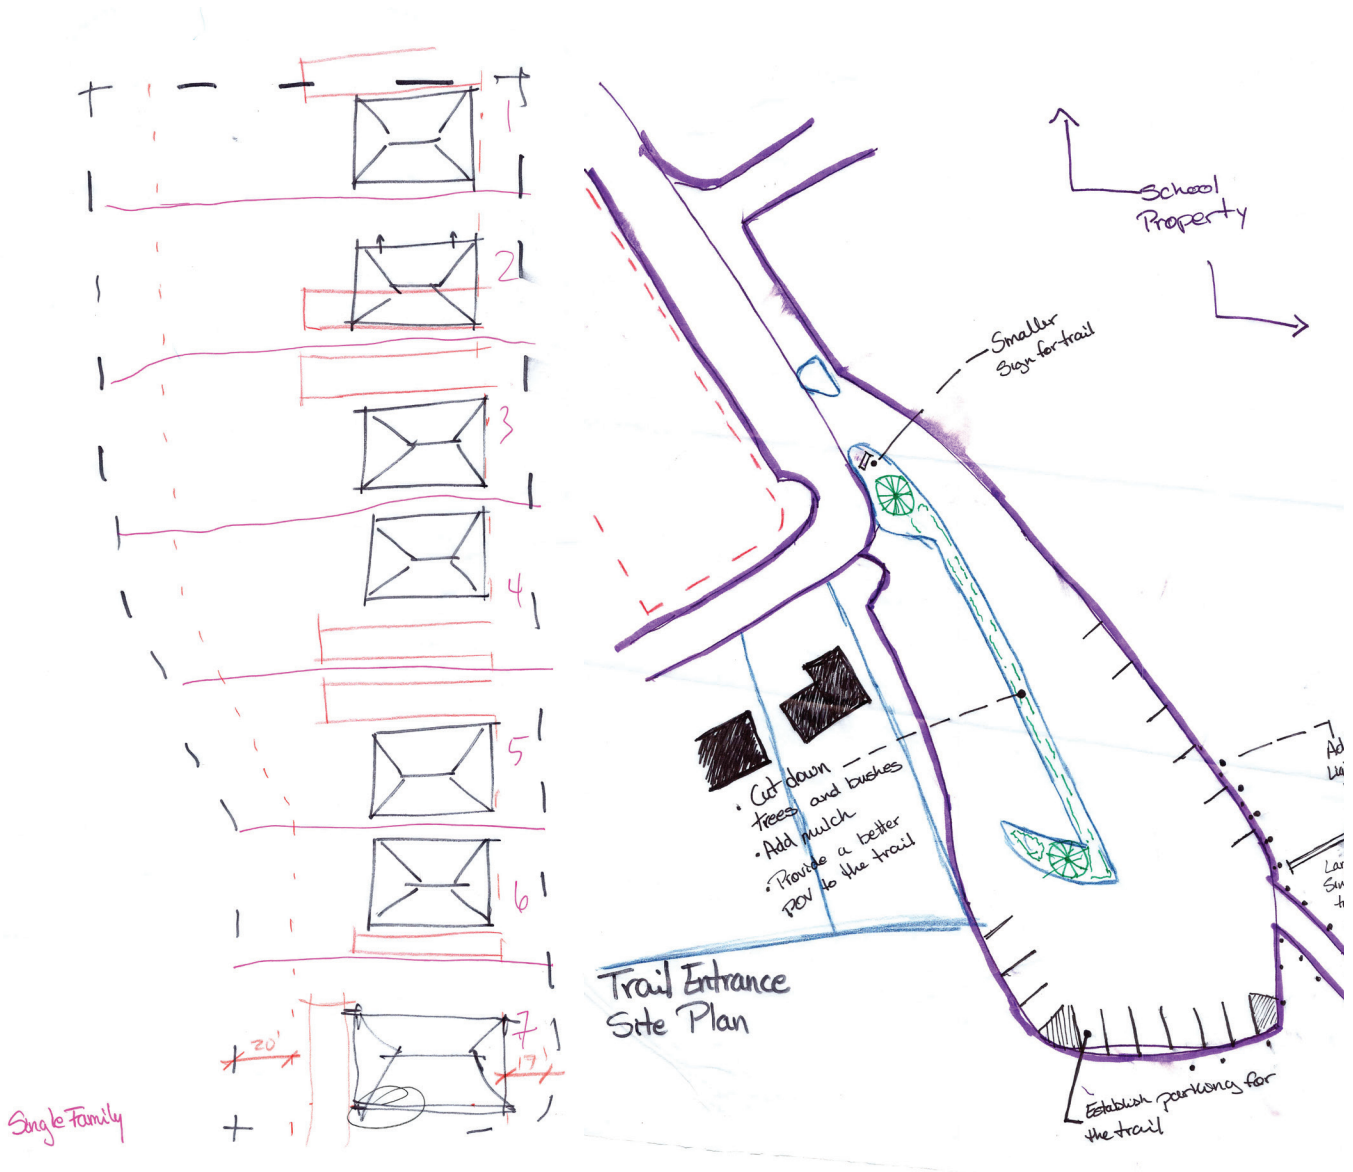 1
2
3
4
5
6
7
20'
17'
Single Family
School
Property
Smaller
Sign for trail
• Cut down
trees and bushes
• Add mulch
• Provide a better
POV to the trail
Trail Entrance
Site Plan
Establish parking for
the trail
Ad